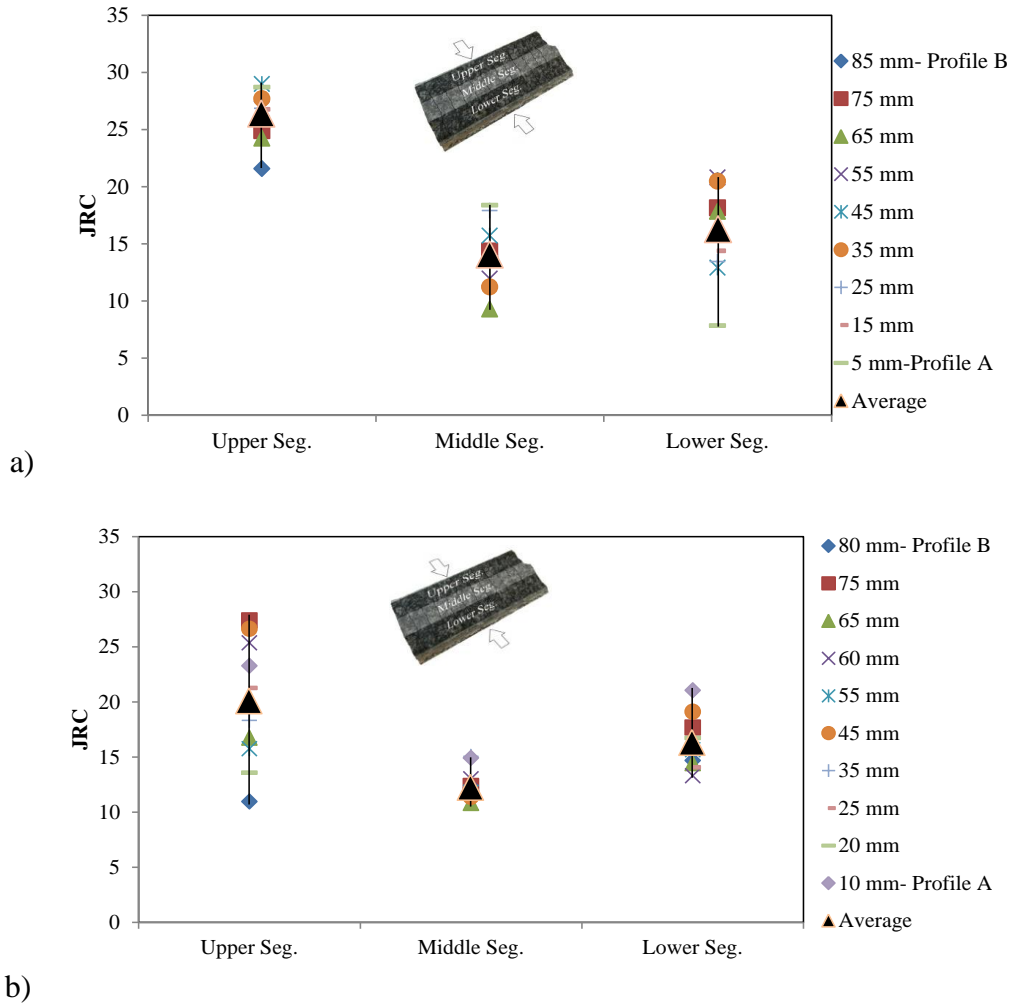 35
30
25
20
15
10
5
0
JRC
Upper Seg.
Middle Seg.
Lower Seg.
Upper Seg.
Middle Seg.
Lower Seg.
85 mm- Profile B
75 mm
65 mm
55 mm
45 mm
35 mm
25 mm
15 mm
5 mm-Profile A
Average
a)
35
30
25
20
15
10
5
0
JRC
Upper Seg.
Middle Seg.
Lower Seg.
Upper Seg.
Middle Seg.
Lower Seg.
80 mm- Profile B
75 mm
65 mm
60 mm
55 mm
45 mm
35 mm
25 mm
20 mm
10 mm- Profile A
Average
b)